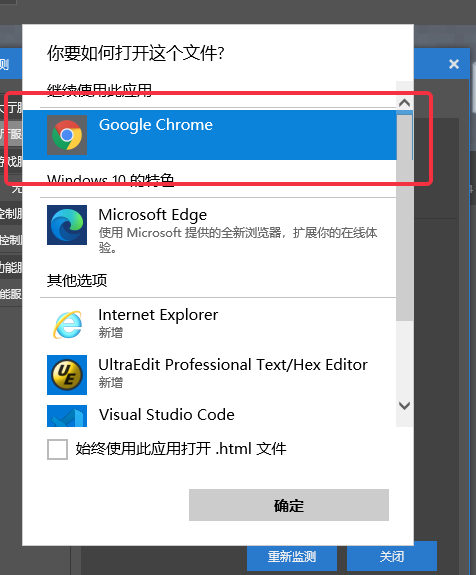 你要如何打开这个文件?
测
继续使用此应用
Google Chrome
Windows 10 的特色
Microsoft Edge
使用 Microsoft 提供的全新浏览器，扩展你的在线体
验。
其他选项
Internet Explorer
新增
UltraEdit Professional Text/Hex Editor
新增
Visual Studio Code
始终使用此应用打开 .html 文件
确定
重新监测
关闭